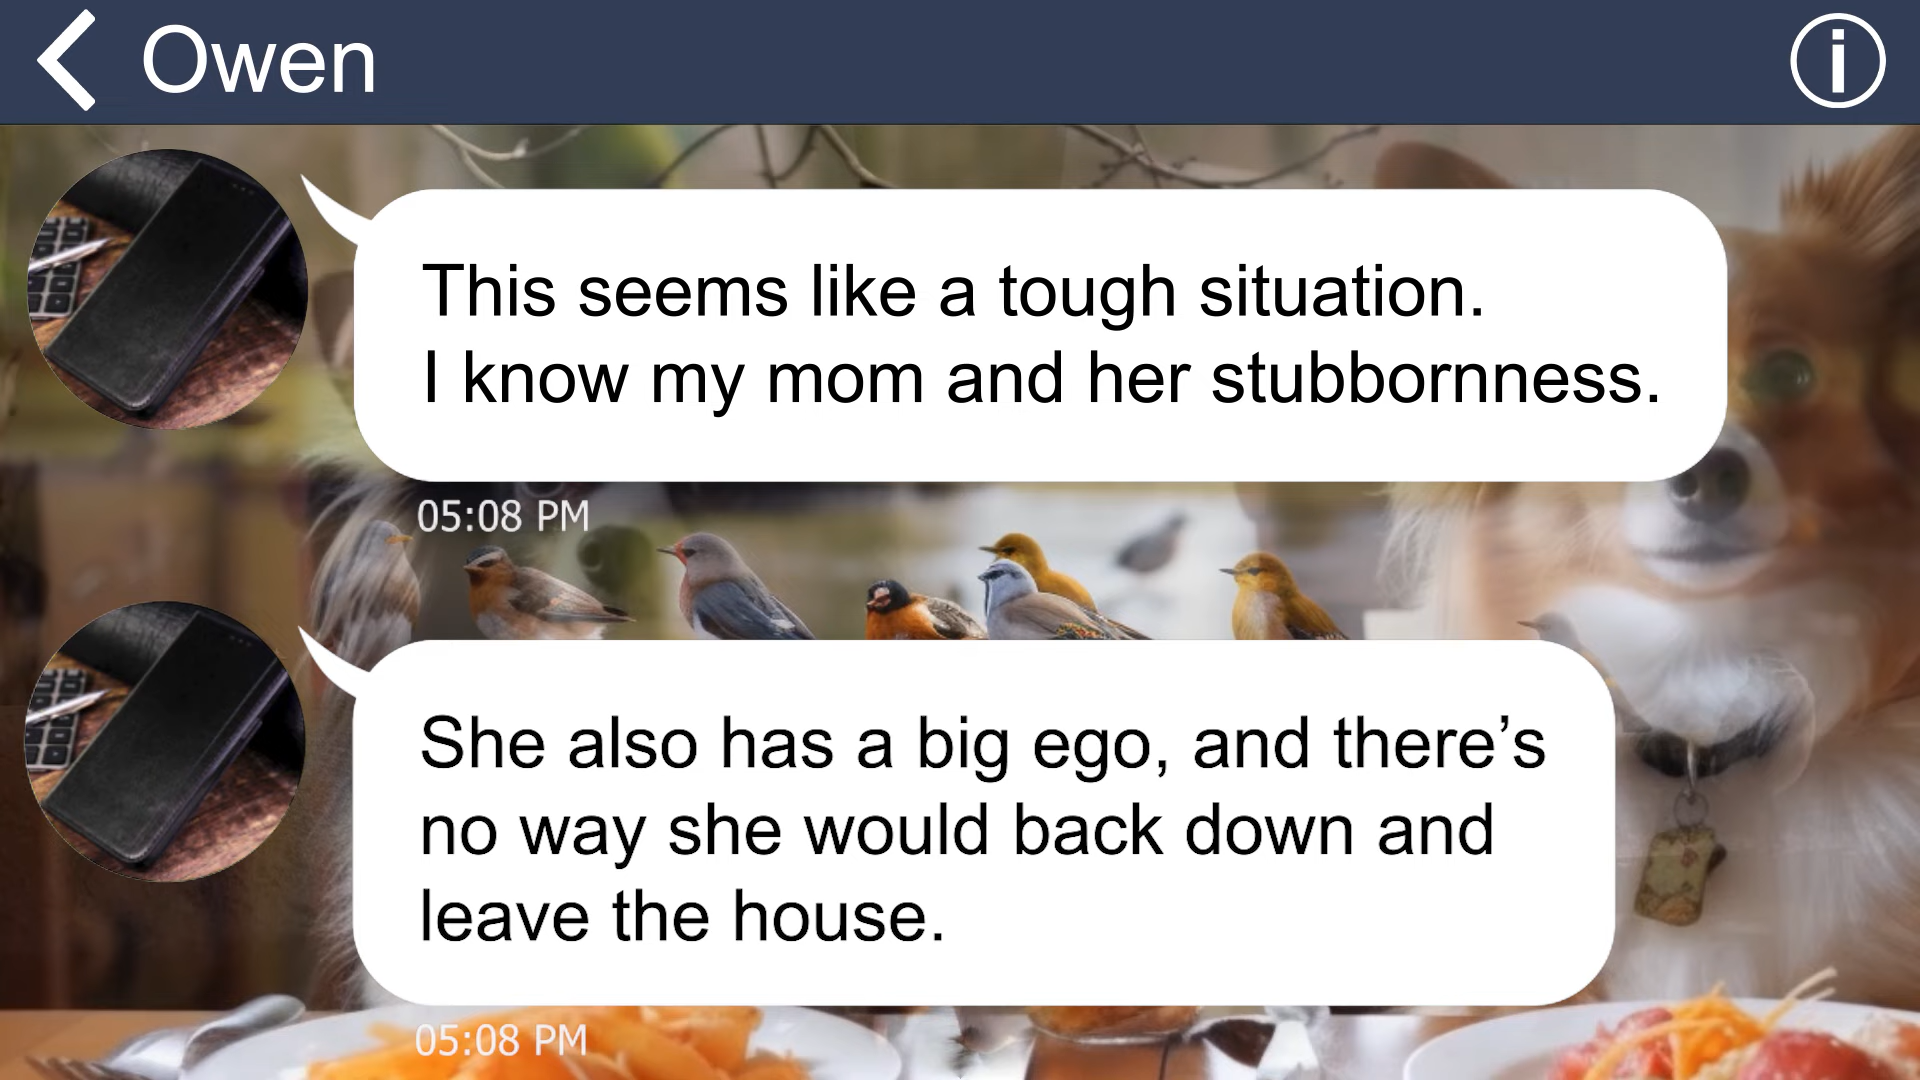 Owen
This seems like a tough situation.
I know my mom and her stubbornness.
05:08 PM
She also has a big ego, and there’s
no way she would back down and
leave the house.
05:08 PM